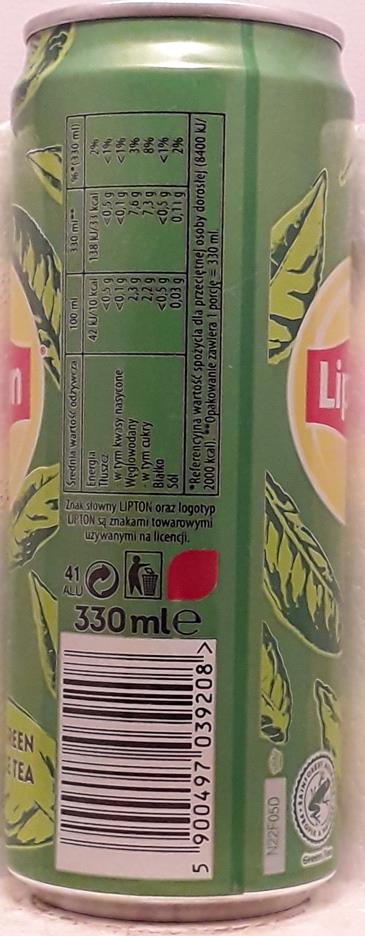 Średnia wartość odżywcza 100 ml 330 ml** %*(330 ml)
Energia 42 kJ/10 kcal 138 kJ/33 kcal 2%
Tłuszcz <0,5 g <0,5 g <1%
- w tym kwasy nasycone <0,1 g <0,1 g <1%
Węglowodany 2,3 g 7,6 g 3%
- w tym cukry 2,2 g 7,3 g 8%
Białko <0,5 g <0,5 g <1%
Sól 0,03 g 0,11 g 2%
*Referencyjna wartość spożycia dla przeciętnej osoby dorosłej (8400 kJ/
2000 kcal). **Opakowanie zawiera 1 porcję = 330 ml.
Znak słowny LIPTON oraz logotyp
LIPTON są znakami towarowymi
używanymi na licencji.
41
ALU
330 ml e
5 900497 039208 >
N22F05D
Lip
n
REEN
E TEA